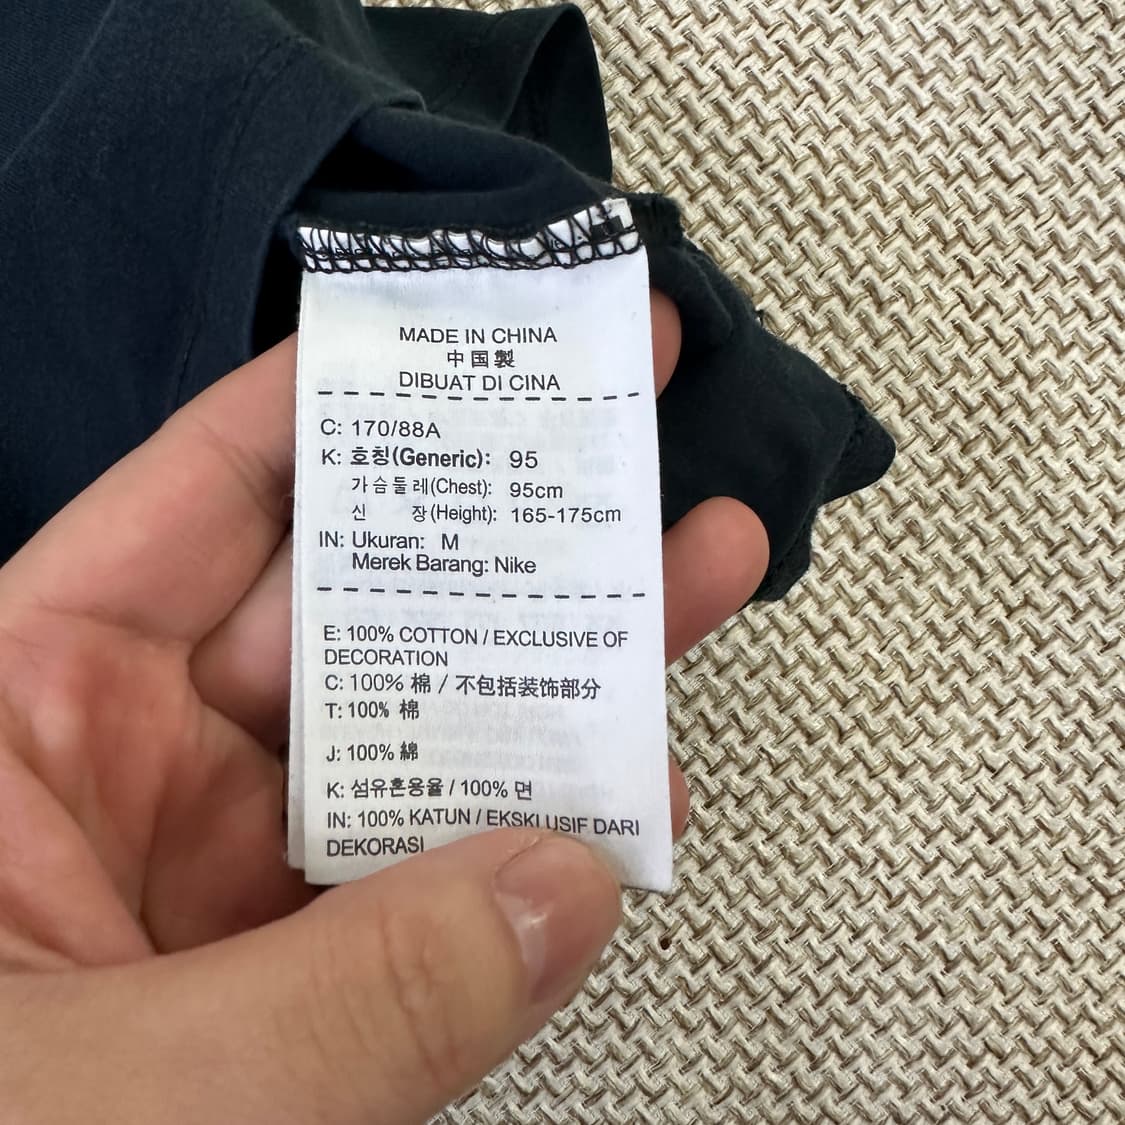 MADE IN CHINA
中国製
DIBUAT DI CINA
C: 170/88A
K: 호칭(Generic): 95
가슴둘레(Chest): 95cm
신 장(Height): 165-175cm
IN: Ukuran: M
Merek Barang: Nike
E: 100% COTTON / EXCLUSIVE OF
DECORATION
C: 100% 棉 / 不包括装饰部分
T: 100% 棉
J: 100% 綿
K: 섬유혼용율 / 100% 면
IN: 100% KATUN / EKSKLUSIF DARI
DEKORASI